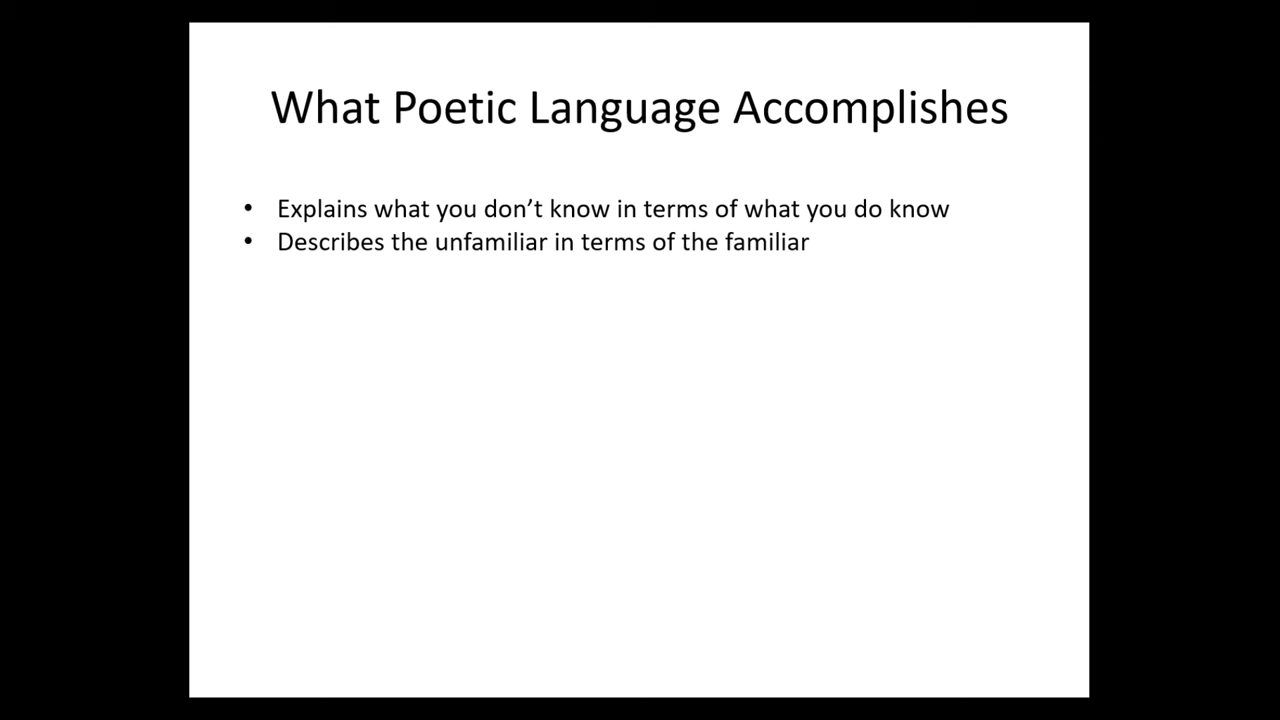 What Poetic Language Accomplishes
• Explains what you don’t know in terms of what you do know
• Describes the unfamiliar in terms of the familiar